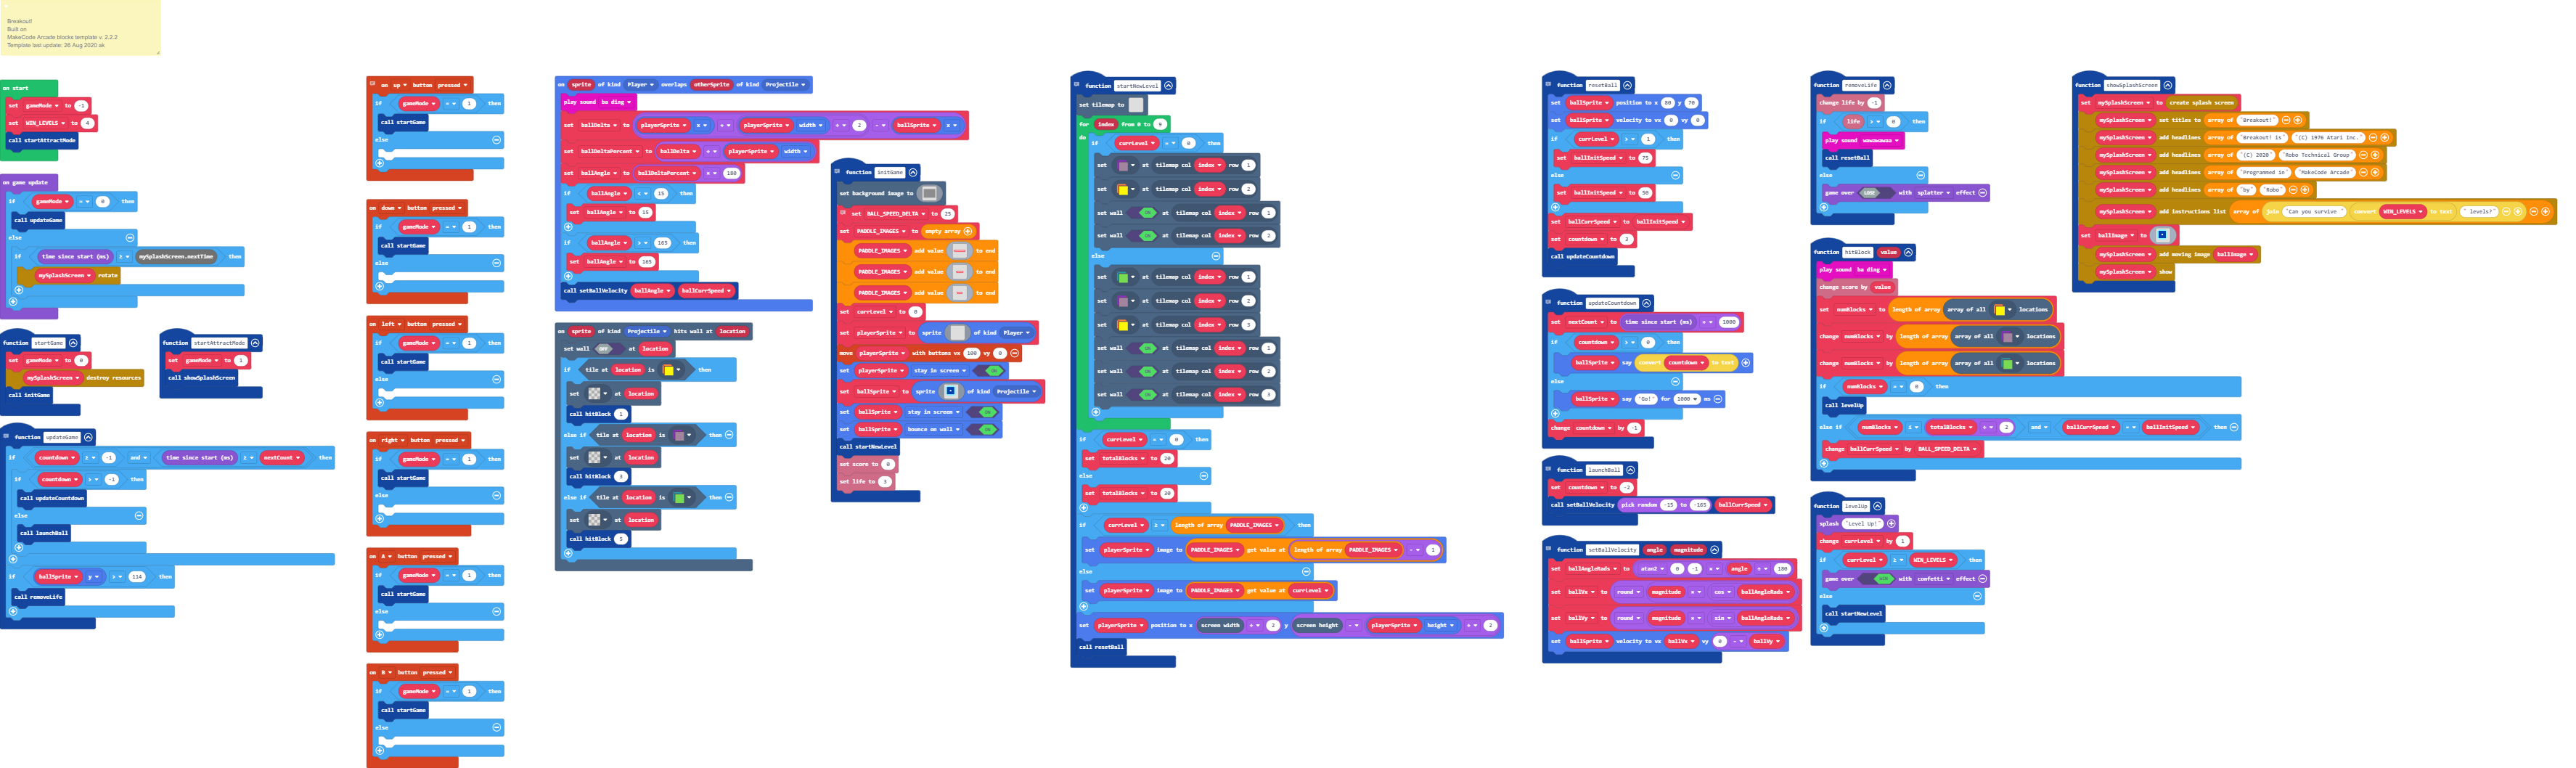 Breakout!
Built on
MakeCode Arcade blocks template v. 2.2.2
Template last update: 26 Aug 2020 ak
on start
set gameMode to -1
set WIN_LEVELS to 4
call startAttractMode
on game update
if gameMode = 0 then
call updateGame
else
if time since start (ms) ≥ mySplashScreen.nextTime then
mySplashScreen rotate
function startGame
set gameMode to 0
mySplashScreen destroy resources
call initGame
function startAttractMode
set gameMode to 1
call showSplashScreen
function updateGame
if countdown ≥ -1 and time since start (ms) ≥ nextCount then
if countdown > -1 then
call updateCountdown
else
call launchBall
if ballSprite y > 114 then
call removeLife
on up button pressed
if gameMode = 1 then
call startGame
else
on down button pressed
if gameMode = 1 then
call startGame
else
on left button pressed
if gameMode = 1 then
call startGame
else
on right button pressed
if gameMode = 1 then
call startGame
else
on A button pressed
if gameMode = 1 then
call startGame
else
on B button pressed
if gameMode = 1 then
call startGame
else
on sprite of kind Player overlaps otherSprite of kind Projectile
play sound ba ding
set ballDelta to playerSprite x + playerSprite width ÷ 2 - ballSprite x
set ballDeltaPercent to ballDelta ÷ playerSprite width
set ballAngle to ballDeltaPercent × 180
if ballAngle < 15 then
set ballAngle to 15
if ballAngle > 165 then
set ballAngle to 165
call setBallVelocity ballAngle ballCurrSpeed
on sprite of kind Projectile hits wall at location
set wall OFF at location
if tile at location is then
set at location
call hitBlock 1
else if tile at location is then
set at location
call hitBlock 3
else if tile at location is then
set at location
call hitBlock 5
function initGame
set background image to
set BALL_SPEED_DELTA to 25
set PADDLE_IMAGES to empty array
PADDLE_IMAGES add value to end
PADDLE_IMAGES add value to end
PADDLE_IMAGES add value to end
set currLevel to 0
set playerSprite to sprite of kind Player
move playerSprite with buttons vx 100 vy 0
set playerSprite stay in screen ON
set ballSprite to sprite of kind Projectile
set ballSprite stay in screen ON
set ballSprite bounce on wall ON
call startNewLevel
set score to 0
set life to 3
function startNewLevel
set tilemap to
for index from 0 to 9
do
if currLevel = 0 then
set at tilemap col index row 1
set at tilemap col index row 2
set wall ON at tilemap col index row 1
set wall ON at tilemap col index row 2
else
set at tilemap col index row 1
set at tilemap col index row 2
set at tilemap col index row 3
set wall ON at tilemap col index row 1
set wall ON at tilemap col index row 2
set wall ON at tilemap col index row 3
if currLevel = 0 then
set totalBlocks to 20
else
set totalBlocks to 30
if currLevel ≥ length of array PADDLE_IMAGES then
set playerSprite image to PADDLE_IMAGES get value at length of array PADDLE_IMAGES - 1
else
set playerSprite image to PADDLE_IMAGES get value at currLevel
set playerSprite position to x screen width ÷ 2 y screen height - playerSprite height ÷ 2
call resetBall
function resetBall
set ballSprite position to x 80 y 70
set ballSprite velocity to vx 0 vy 0
if currLevel > 1 then
set ballInitSpeed to 75
else
set ballInitSpeed to 50
set ballCurrSpeed to ballInitSpeed
set countdown to 3
call updateCountdown
function updateCountdown
set nextCount to time since start (ms) + 1000
if countdown > 0 then
ballSprite say convert countdown to text
else
ballSprite say "Go!" for 1000 ms
change countdown by -1
function launchBall
set countdown to -2
call setBallVelocity pick random -15 to -165 ballCurrSpeed
function setBallVelocity angle magnitude
set ballAngleRads to atan2 0 -1 × angle ÷ 180
set ballVx to round magnitude × cos ballAngleRads
set ballVy to round magnitude × sin ballAngleRads
set ballSprite velocity to vx ballVx vy 0 - ballVy
function removeLife
change life by -1
if life > 0 then
play sound wawawawaa
call resetBall
else
game over LOSE with splatter effect
function hitBlock value
play sound ba ding
change score by value
set numBlocks to length of array array of all locations
change numBlocks by length of array array of all locations
change numBlocks by length of array array of all locations
if numBlocks = 0 then
call levelUp
else if numBlocks ≤ totalBlocks ÷ 2 and ballCurrSpeed = ballInitSpeed then
change ballCurrSpeed by BALL_SPEED_DELTA
function levelUp
splash "Level Up!"
change currLevel by 1
if currLevel ≥ WIN_LEVELS then
game over WIN with confetti effect
else
call startNewLevel
function showSplashScreen
set mySplashScreen to create splash screen
mySplashScreen set titles to array of "Breakout!"
mySplashScreen add headlines array of "Breakout! is" "(C) 1976 Atari Inc."
mySplashScreen add headlines array of "(C) 2020" "Robo Technical Group"
mySplashScreen add headlines array of "Programmed in" "MakeCode Arcade"
mySplashScreen add headlines array of "by" "Robo"
mySplashScreen add instructions list array of join "Can you survive " convert WIN_LEVELS to text " levels?"
set ballImage to
mySplashScreen add moving image ballImage
mySplashScreen show